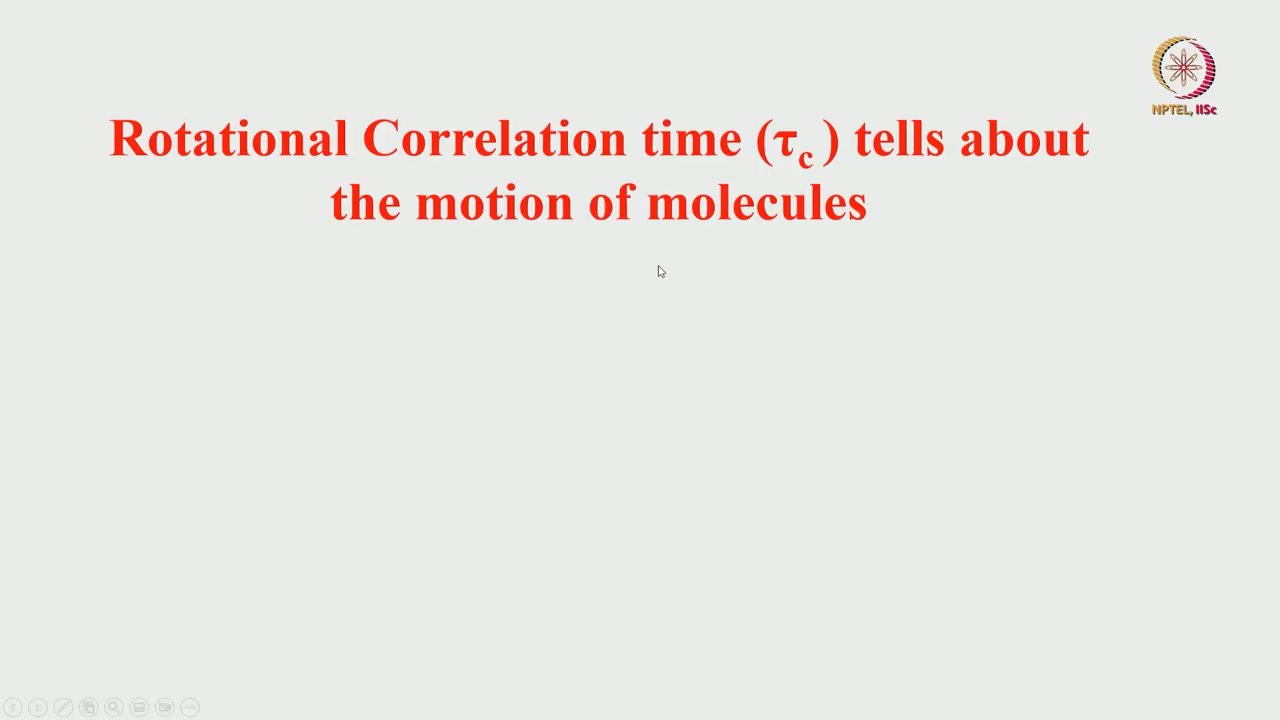 NPTEL, IISc
Rotational Correlation time (τc ) tells about
the motion of molecules